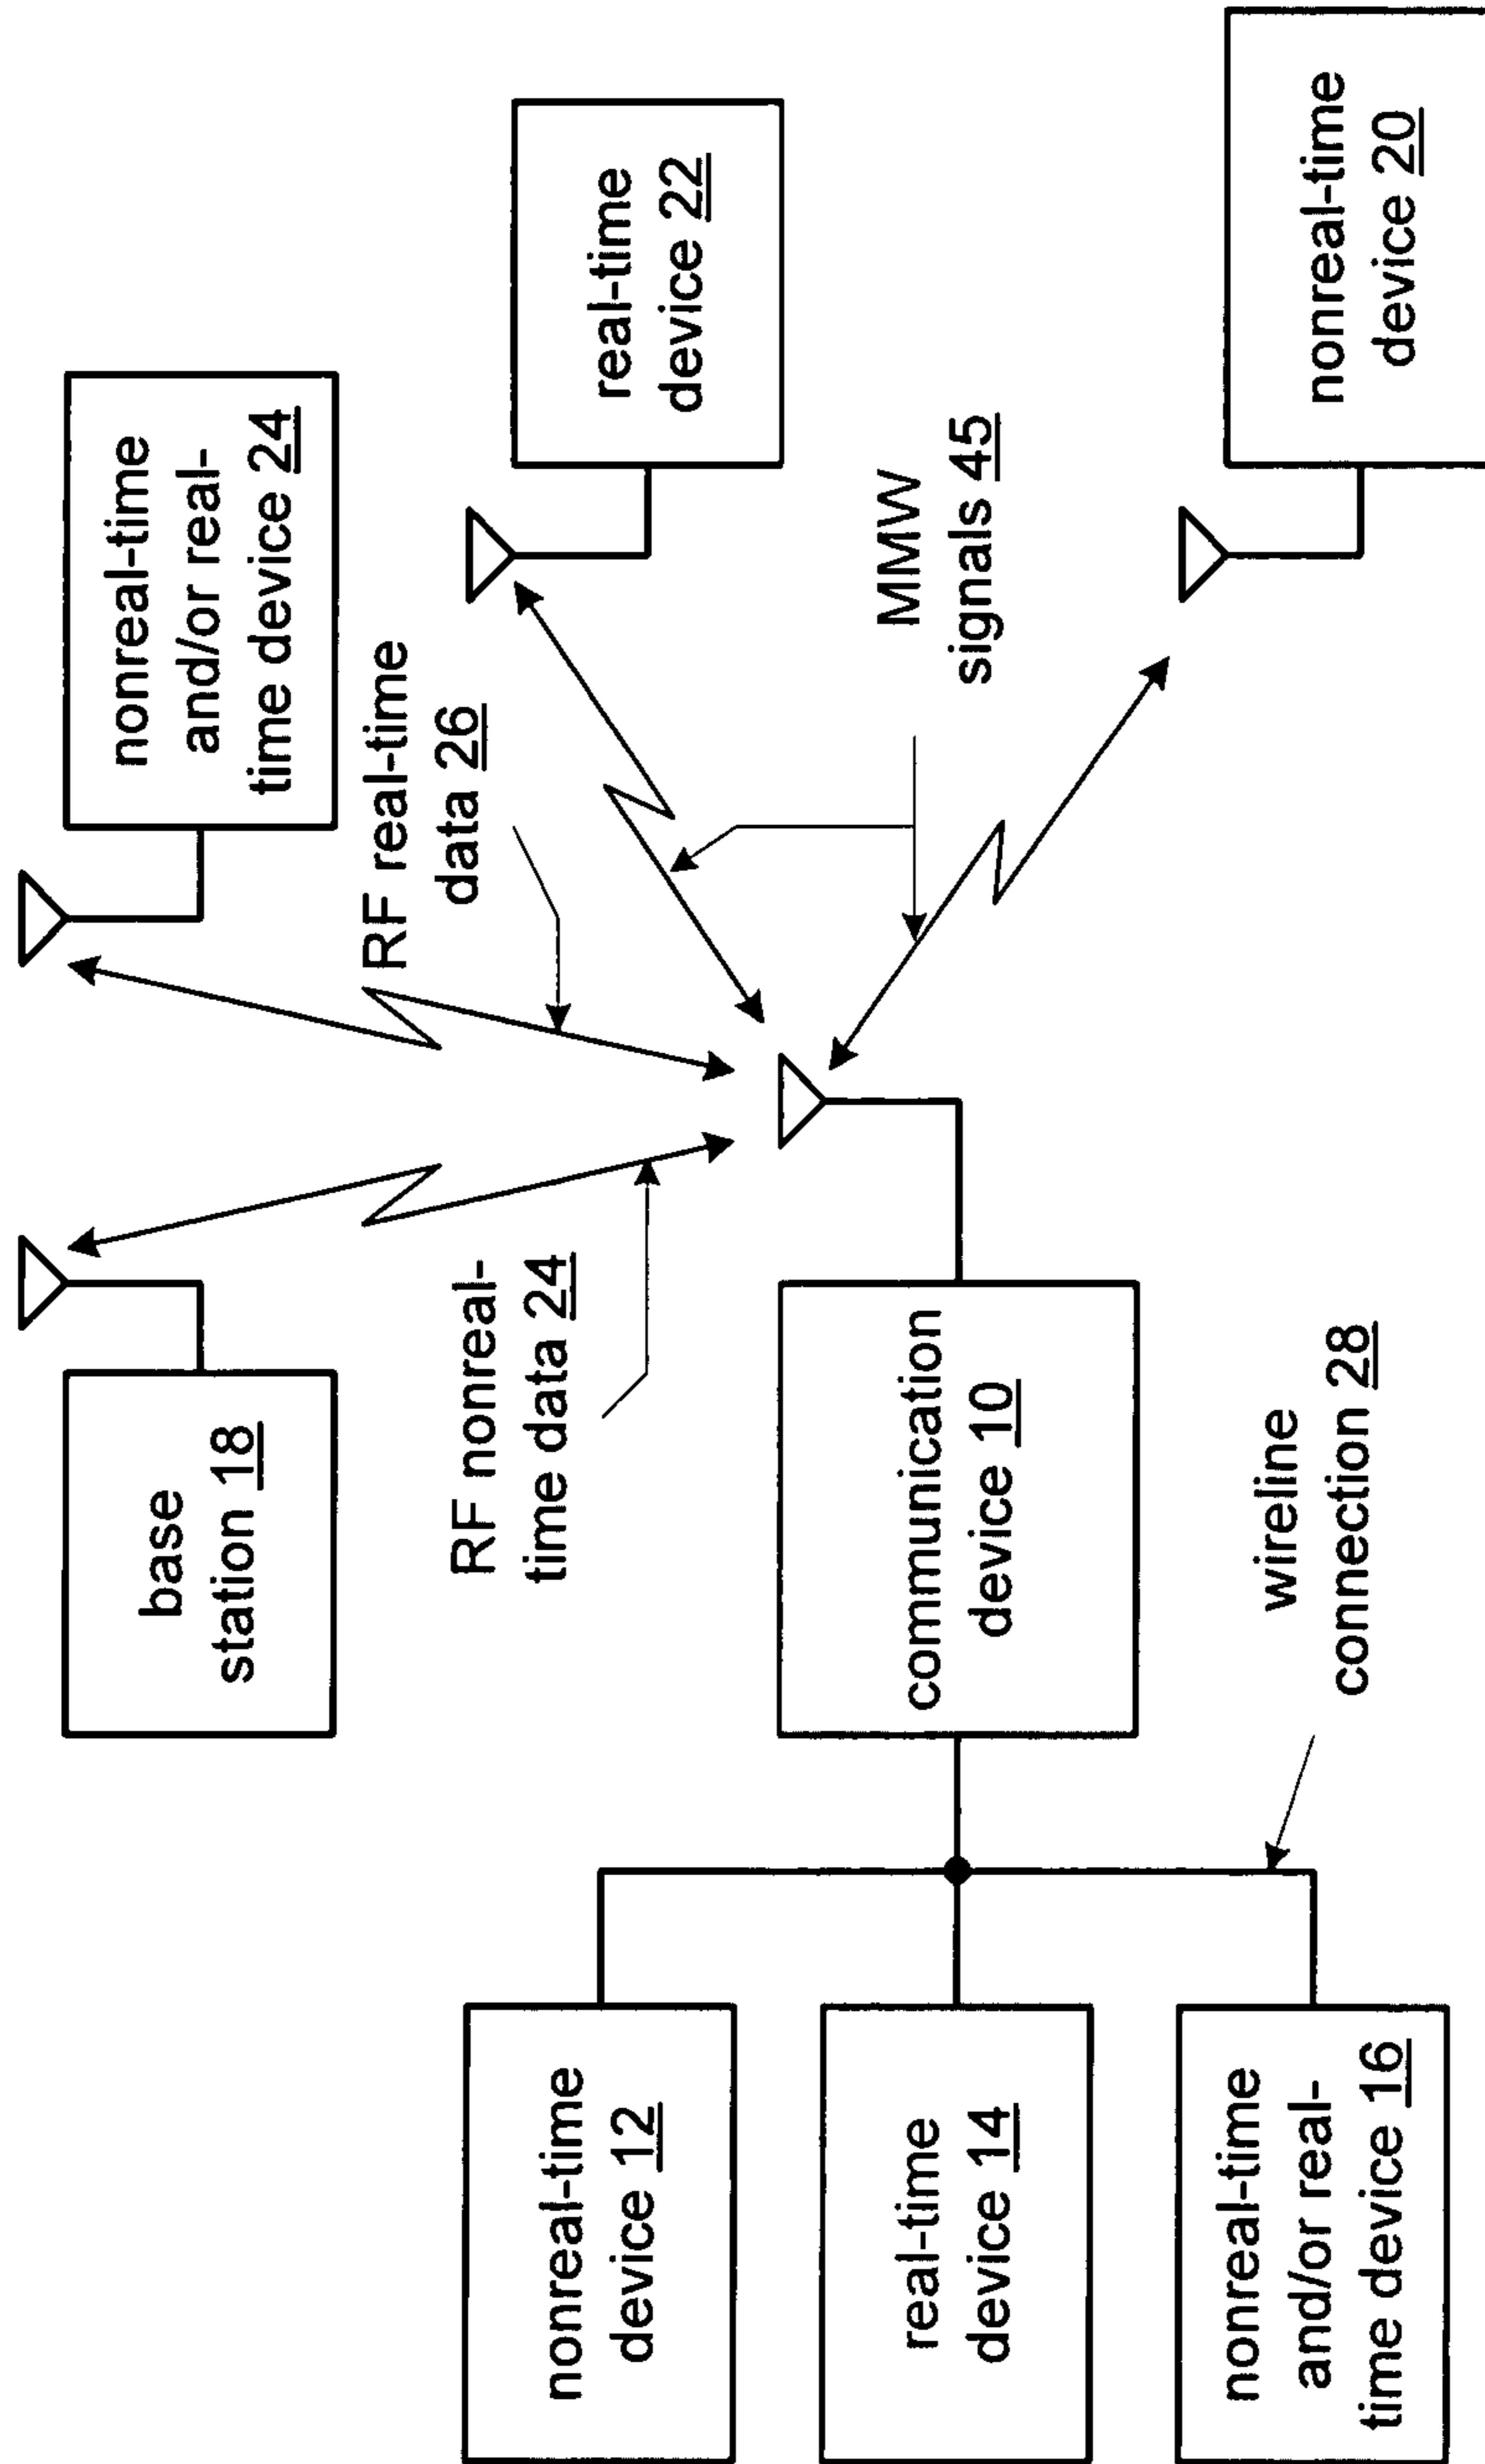 base
station 18
nonreal-time
and/or real-
time device 24
RF nonreal-
time data 24
RF real-time
data 26
real-time
device 22
MMW
signals 45
nonreal-time
device 20
communication
device 10
wireline
connection 28
nonreal-time
device 12
real-time
device 14
nonreal-time
and/or real-
time device 16